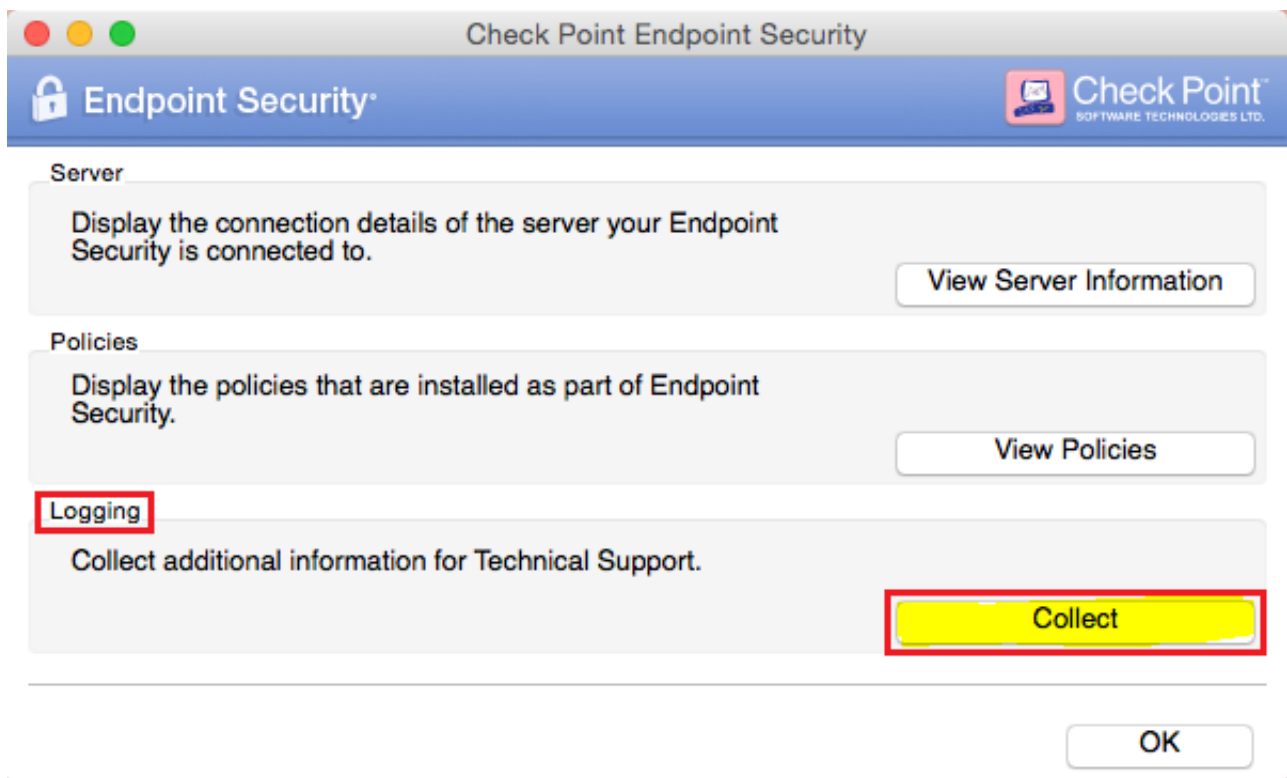 Check Point Endpoint Security
Endpoint Security®
Check Point™
SOFTWARE TECHNOLOGIES LTD.
Server
Display the connection details of the server your Endpoint
Security is connected to.
View Server Information
Policies
Display the policies that are installed as part of Endpoint
Security.
View Policies
Logging
Collect additional information for Technical Support.
Collect
OK